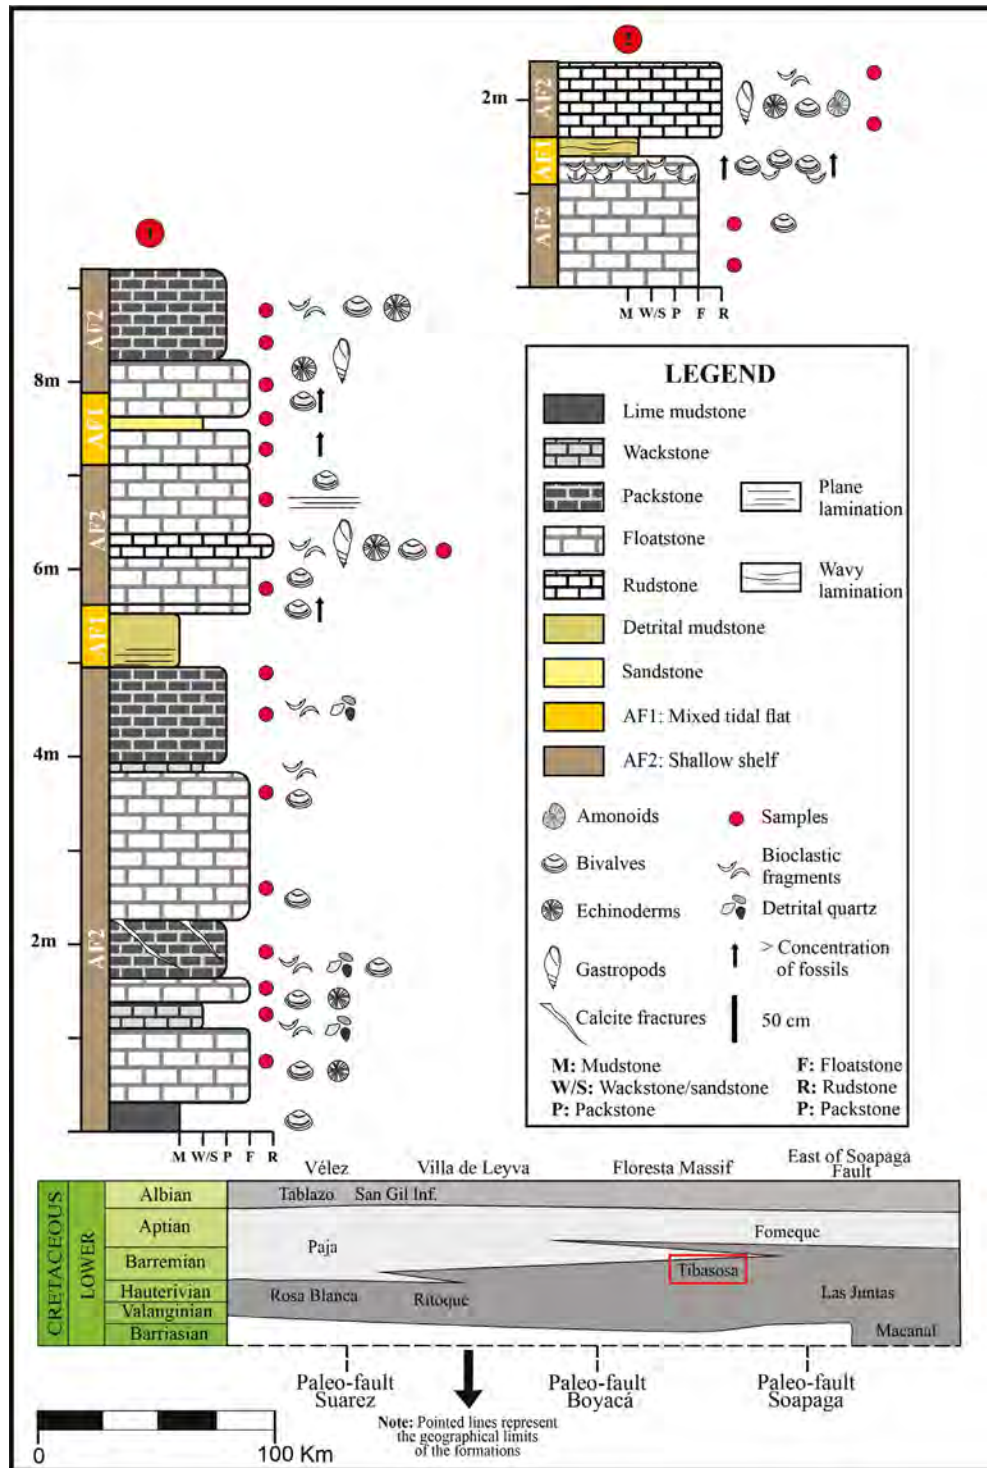 2
2m
AF2
AF1
AF2
M W/S P F R
1
8m
6m
4m
2m
AF2
AF1
AF2
AF1
AF2
M W/S P F R
LEGEND
Lime mudstone
Wackstone
Packstone
Plane
lamination
Floatstone
Rudstone
Wavy
lamination
Detrital mudstone
Sandstone
AF1: Mixed tidal flat
AF2: Shallow shelf
Amonoids
Samples
Bivalves
Bioclastic
fragments
Echinoderms
Detrital quartz
Gastropods
> Concentration
of fossils
Calcite fractures
50 cm
M: Mudstone
F: Floatstone
W/S: Wackestone/sandstone
R: Rudstone
P: Packstone
P: Packstone
Vélez
Villa de Leyva
Floresta Massif
East of Soapaga
Fault
CRETACEOUS
LOWER
Albian
Aptian
Barremian
Hauterivian
Valanginian
Barriasian
Tablazo San Gil Inf.
Paja
Fomeque
Tibasosa
Rosa Blanca
Ritoque
Las Juntas
Macanal
Paleo-fault
Suarez
Paleo-fault
Boyacá
Paleo-fault
Soapaga
Note: Pointed lines represent
the geographical limits
of the formations
0 100 Km